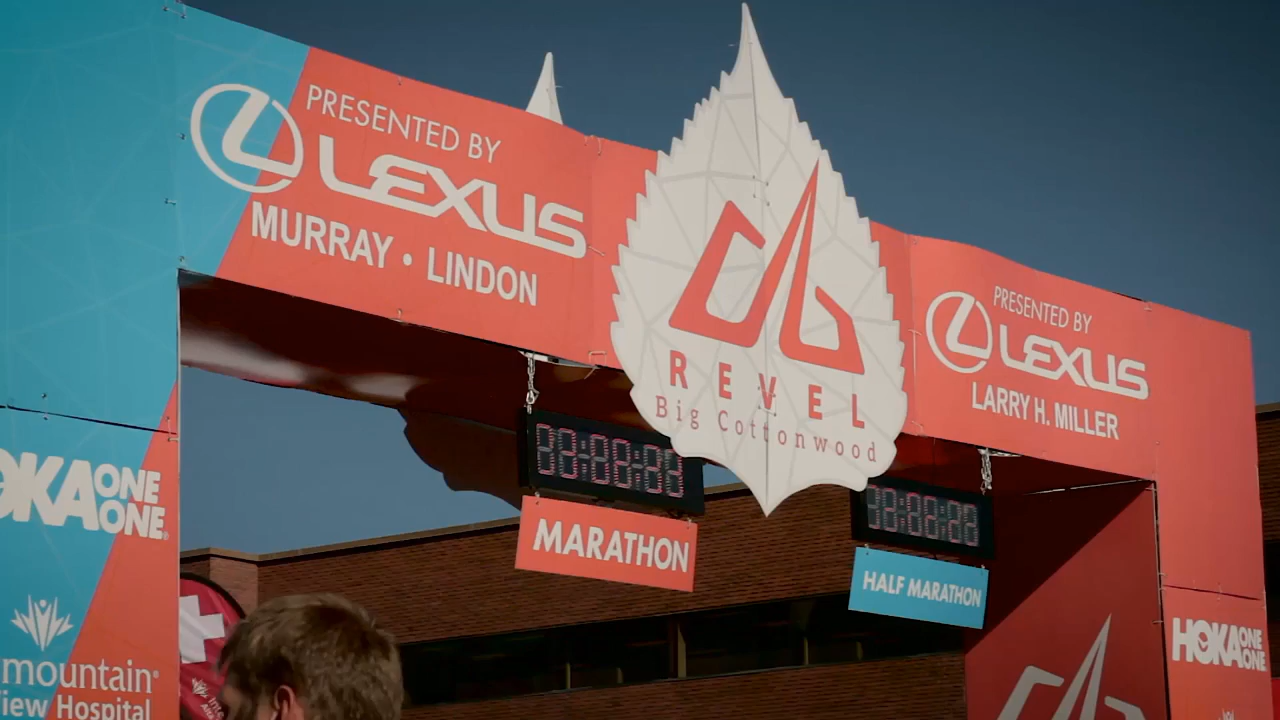 PRESENTED BY
LEXUS
MURRAY • LINDON
REVEL
Big Cottonwood
PRESENTED BY
LEXUS
LARRY H. MILLER
MARATHON
HALF MARATHON
HOKA ONE ONE
mountain
View Hospital
HOKA ONE ONE